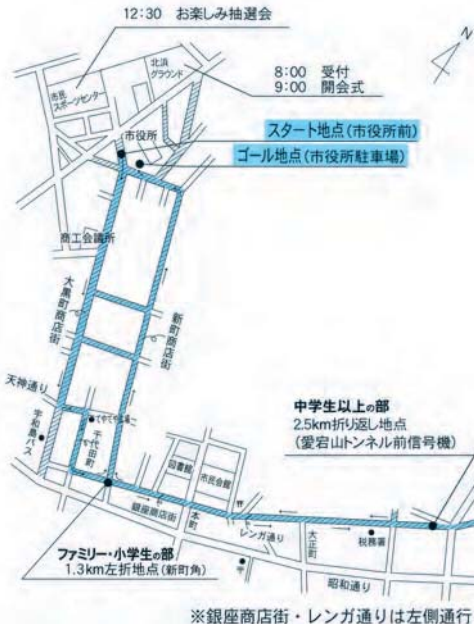 12:30 お楽しみ抽選会
N
北浜
グラウンド
8:00 受付
9:00 開会式
市民
スポーツセンター
市役所
スタート地点(市役所前)
ゴール地点(市役所駐車場)
商工会議所
大黒町商店街
新町商店街
天神通り
宇和島バス
千代田町
中学生以上の部
2.5km折り返し地点
(愛宕山トンネル前信号機)
図書館
市民会館
銀座商店街
本町
レンガ通り
大正町
税務署
ファミリー・小学生の部
1.3km左折地点(新町角)
昭和通り
※銀座商店街・レンガ通りは左側通行